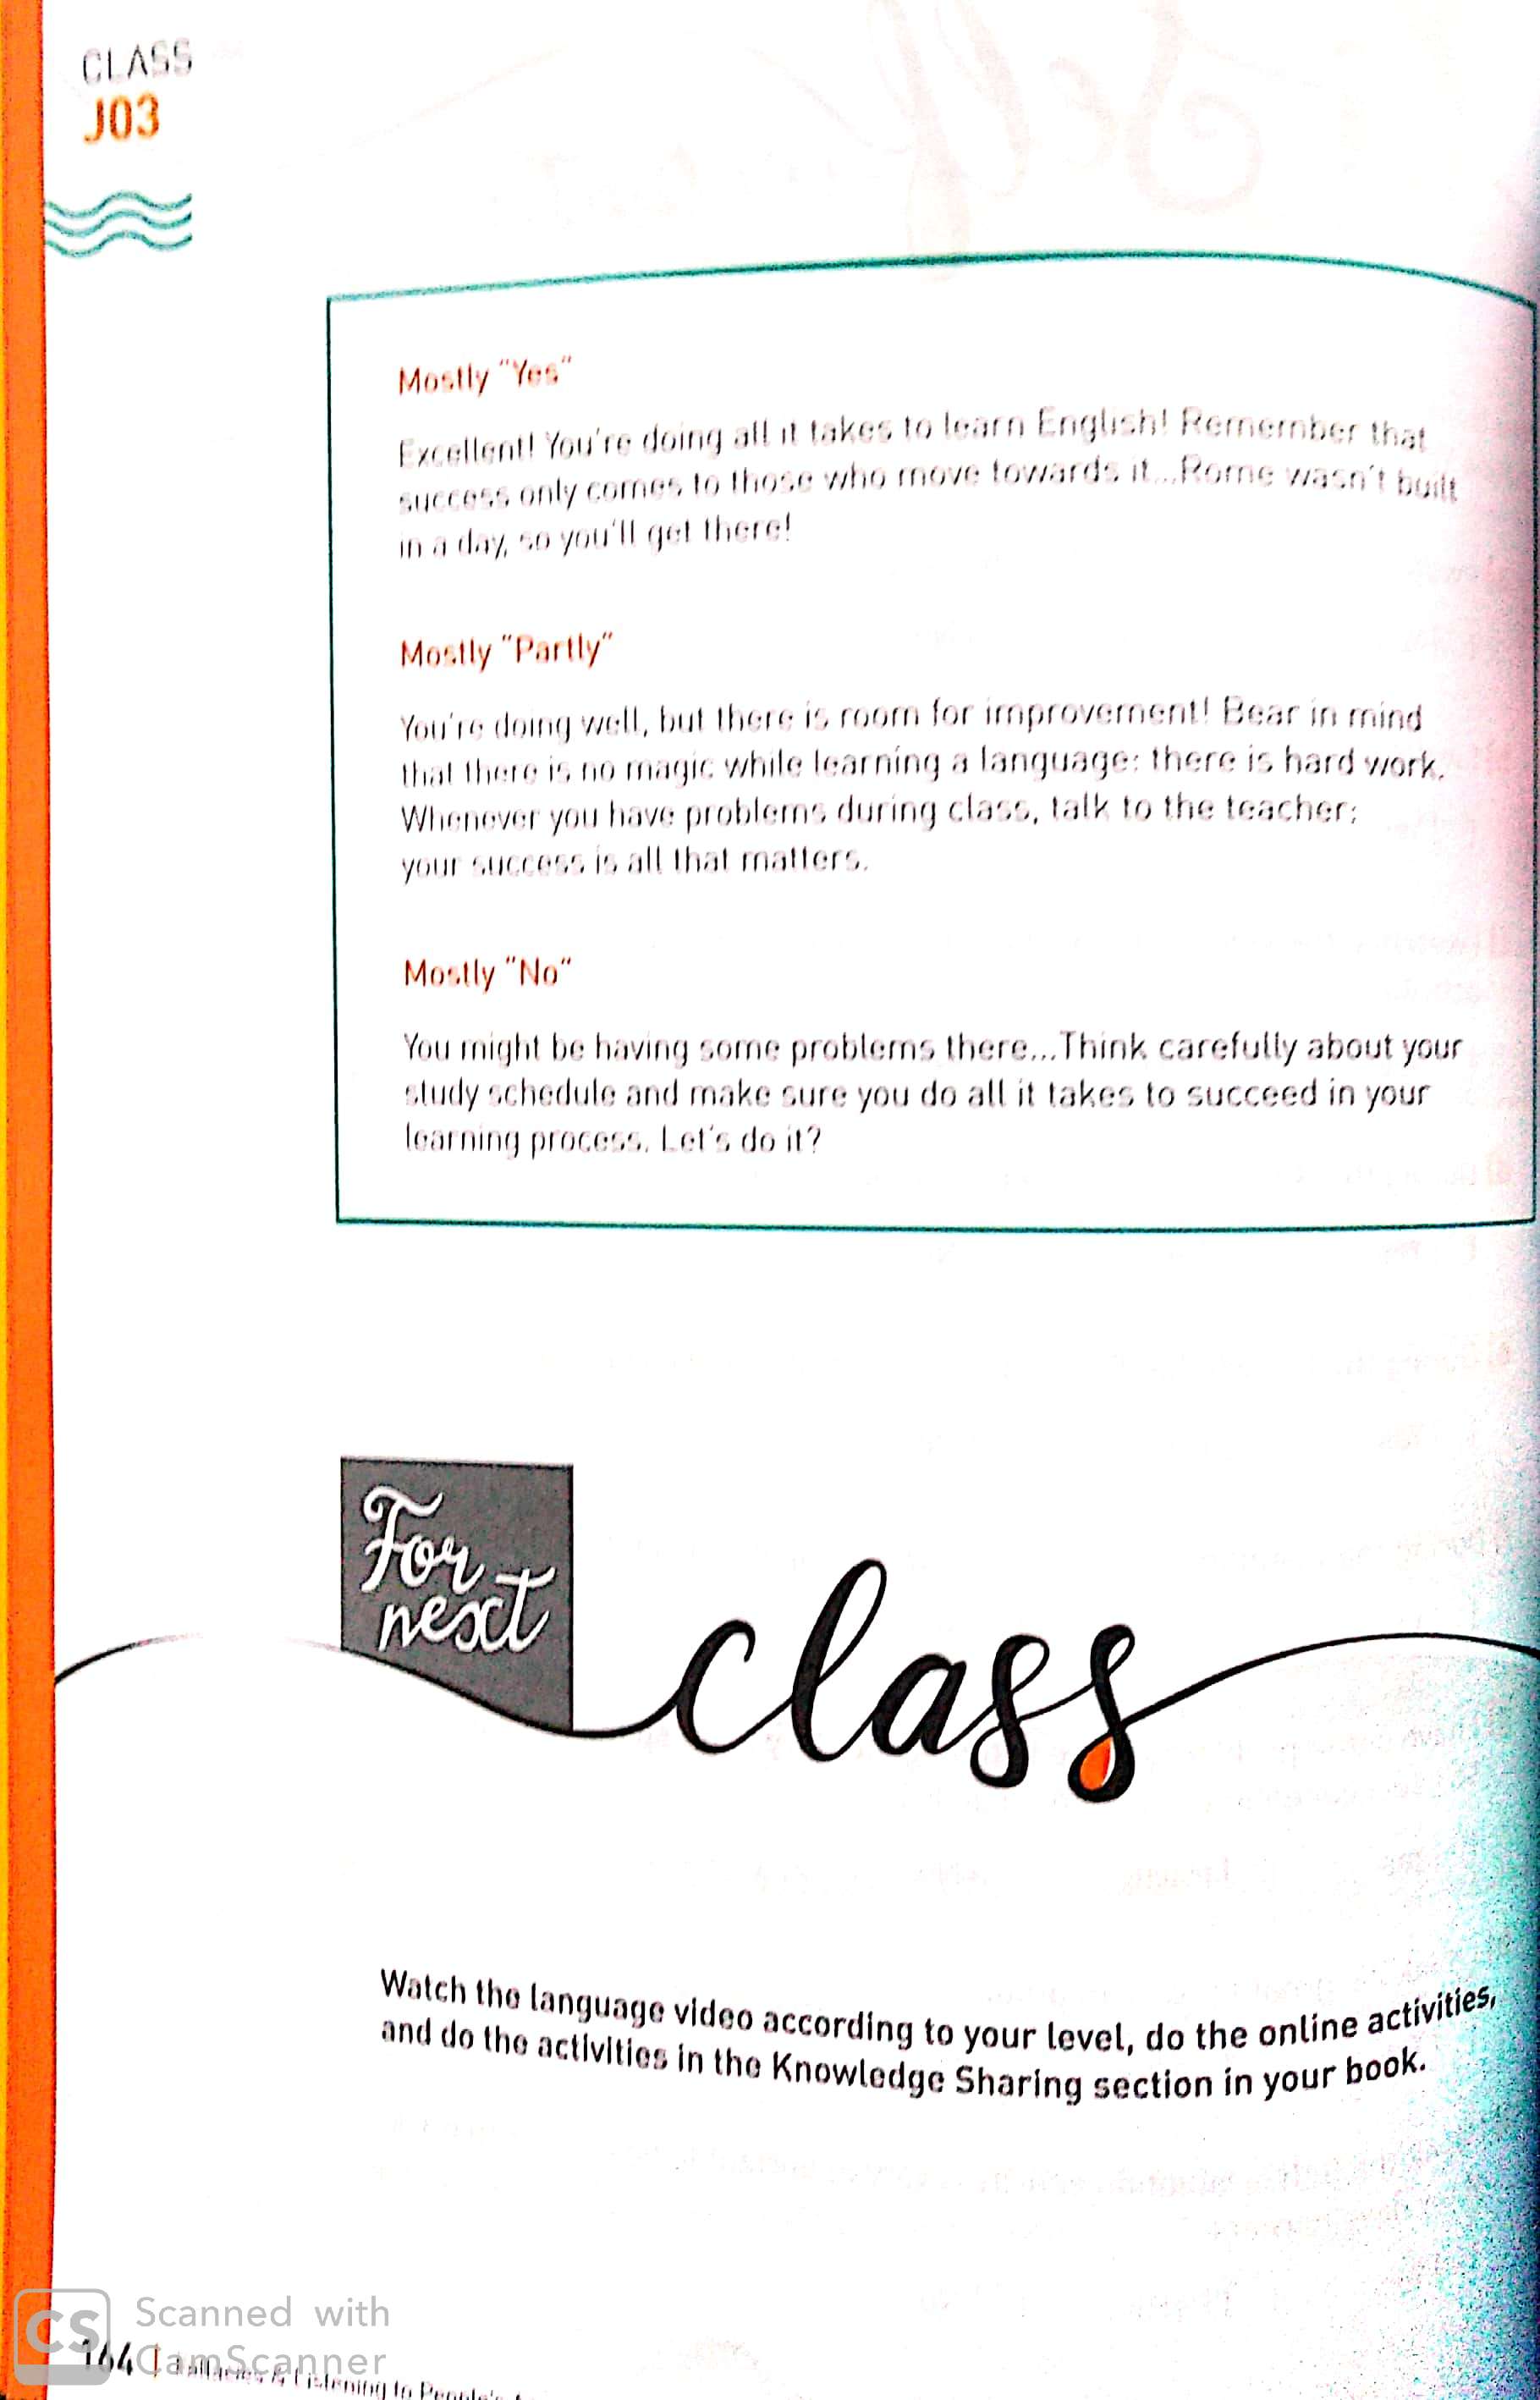 CLASS
J03
Mostly "Yes"
Excellent! You're doing all it takes to learn English! Remember that
success only comes to those who move towards it...Rome wasn't built
in a day, so you'll get there!
Mostly "Partly"
You're doing well, but there is room for improvement! Bear in mind
that there is no magic while learning a language: there is hard work.
Whenever you have problems during class, talk to the teacher;
your success is all that matters.
Mostly "No"
You might be having some problems there...Think carefully about your
study schedule and make sure you do all it takes to succeed in your
learning process. Let's do it?
For
next
class
Watch the language video according to your level, do the online activities,
and do the activities in the Knowledge Sharing section in your book.
CS
Scanned with
CamScanner
164 | & Listening to People's